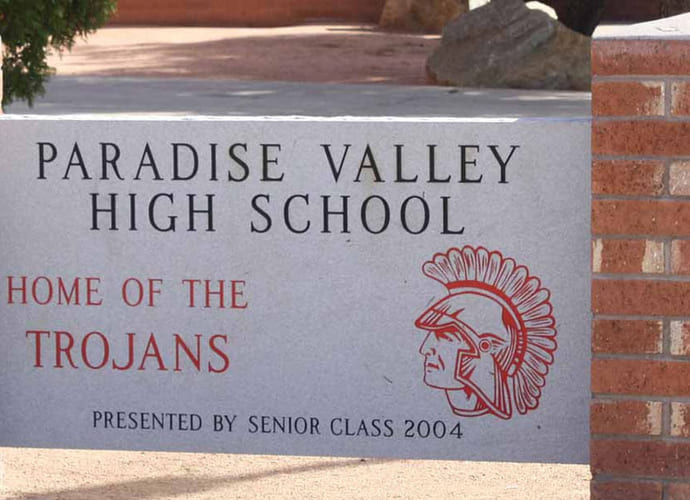 PARADISE VALLEY
HIGH SCHOOL
HOME OF THE
TROJANS
PRESENTED BY SENIOR CLASS 2004